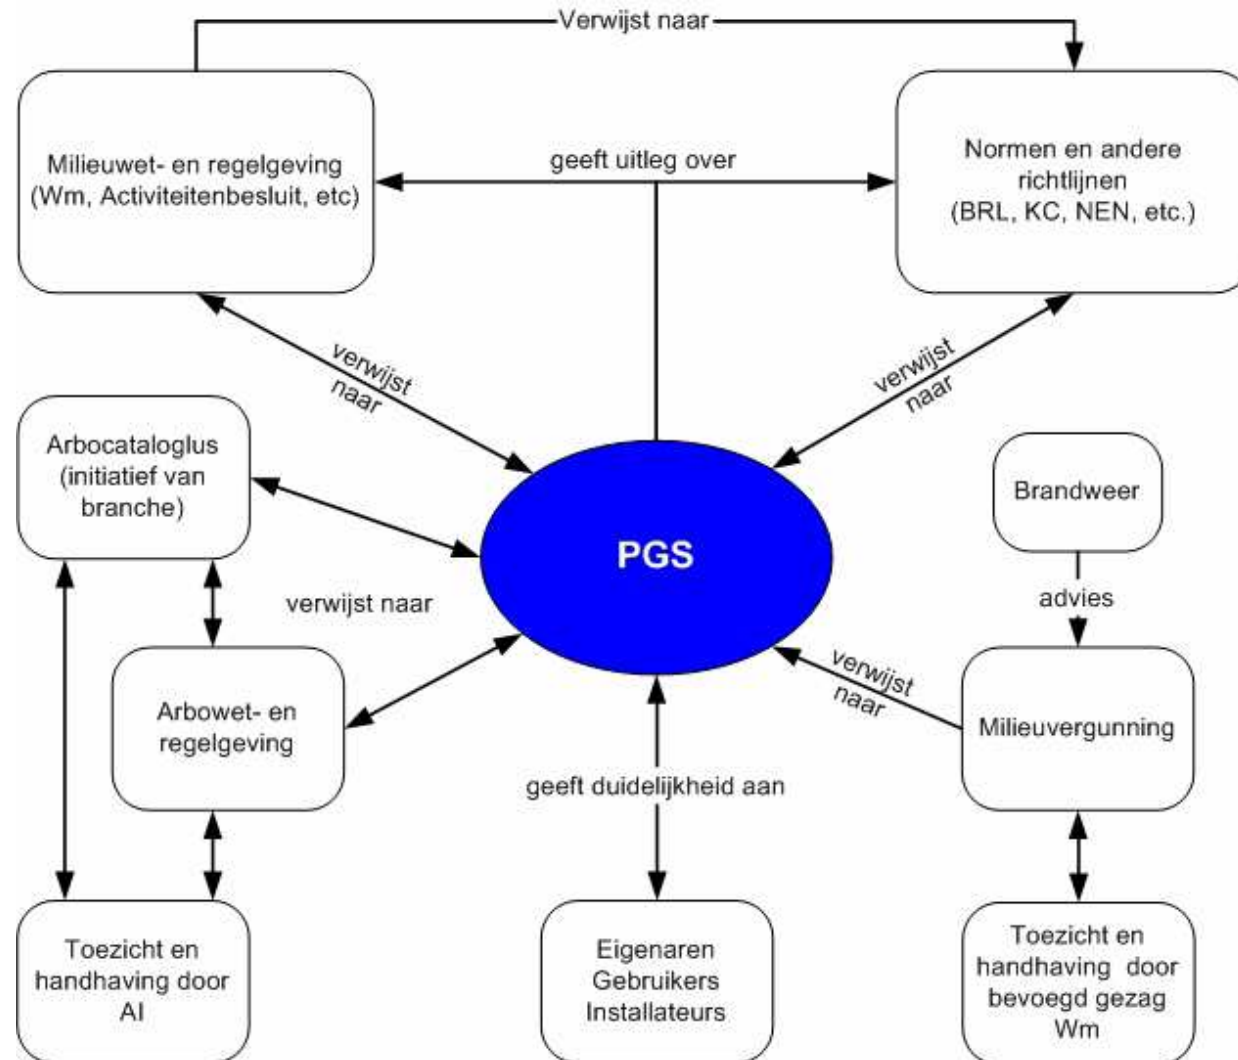 Verwijst naar
Milieuwet- en regelgeving
(Wm, Activiteitenbesluit, etc)
geeft uitleg over
Normen en andere
richtlijnen
(BRL, KC, NEN, etc.)
verwijst
naar
verwijst
naar
Arbocataloglus
(initiatief van
branche)
Brandweer
PGS
verwijst naar
advies
Arbowet- en
regelgeving
verwijst
naar
Milieuvergunning
geeft duidelijkheid aan
Toezicht en
handhaving door
AI
Eigenaren
Gebruikers
Installateurs
Toezicht en
handhaving door
bevoegd gezag
Wm